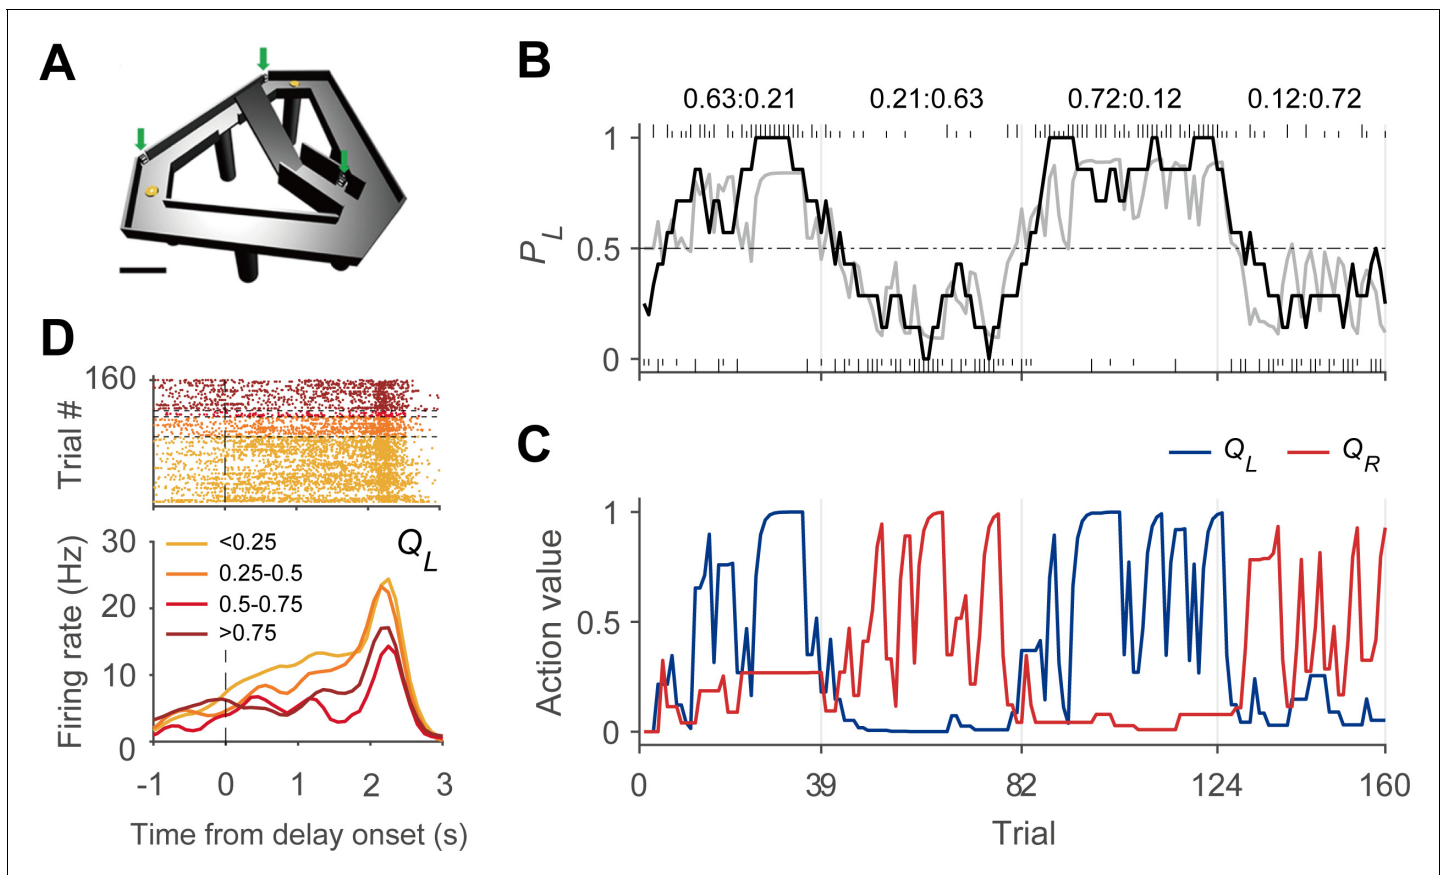 A
B
0.63:0.21 0.21:0.63 0.72:0.12 0.12:0.72
1
0.5
0
P_L
D
160
Trial #
30
20
10
0
Firing rate (Hz)
<0.25
0.25-0.5
0.5-0.75
>0.75
Q_L
-1 0 1 2 3
Time from delay onset (s)
C
Q_L Q_R
1
0.5
0
Action value
0 39 82 124 160
Trial